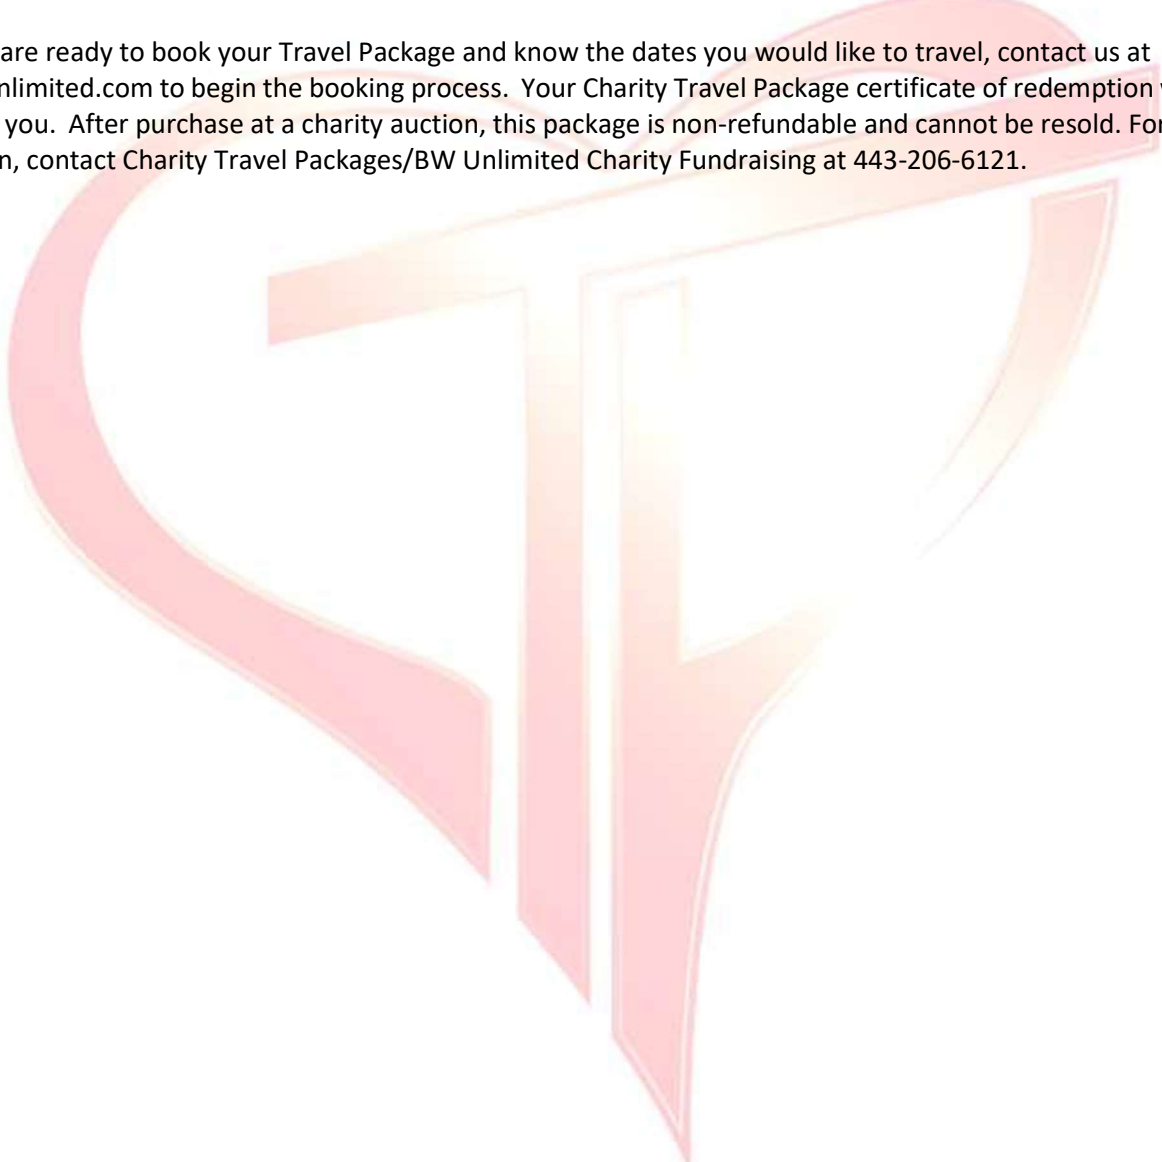 are ready to book your Travel Package and know the dates you would like to travel, contact us at
nlimited.com to begin the booking process.  Your Charity Travel Package certificate of redemption
you.  After purchase at a charity auction, this package is non-refundable and cannot be resold. For
n, contact Charity Travel Packages/BW Unlimited Charity Fundraising at 443-206-6121.